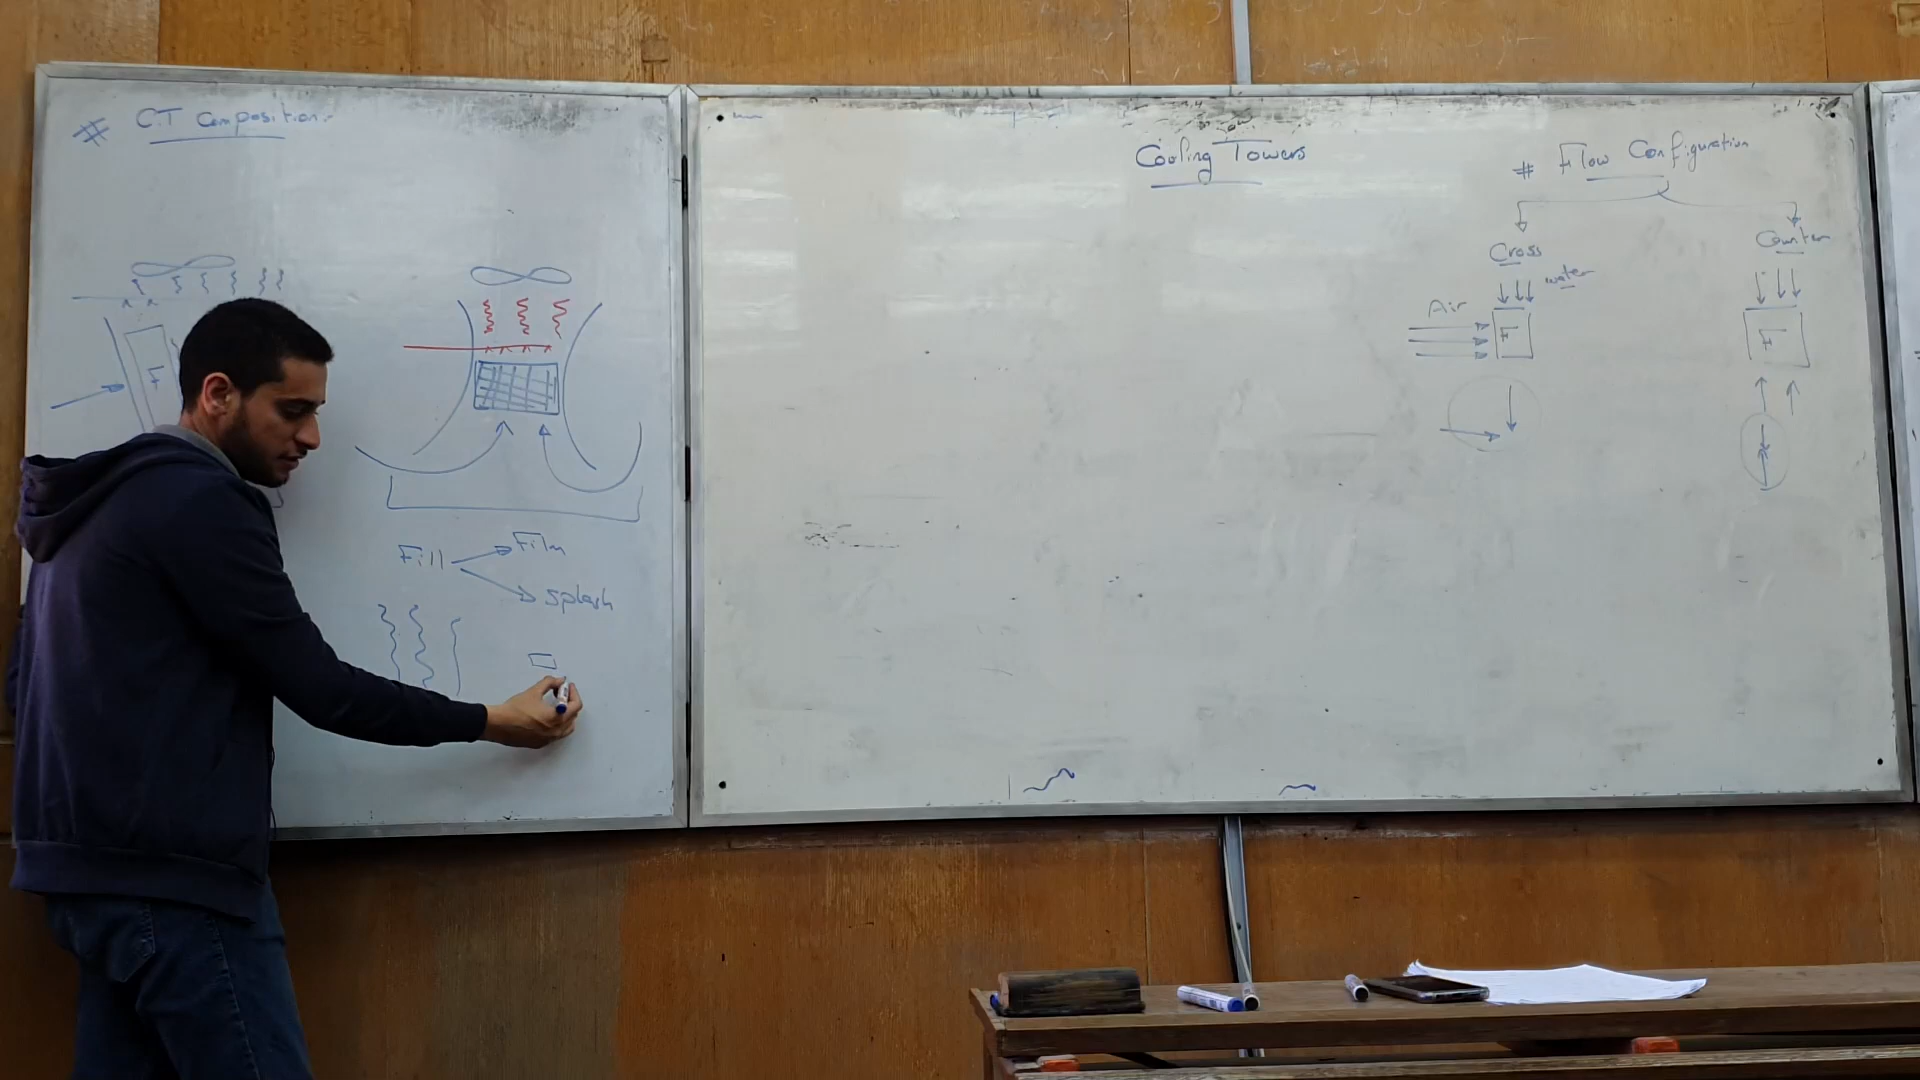 # C.T Composition:-
F
Fill
Film
Splash
Cooling Towers
# Flow Configuration
Cross
Counter
water
Air
F
F